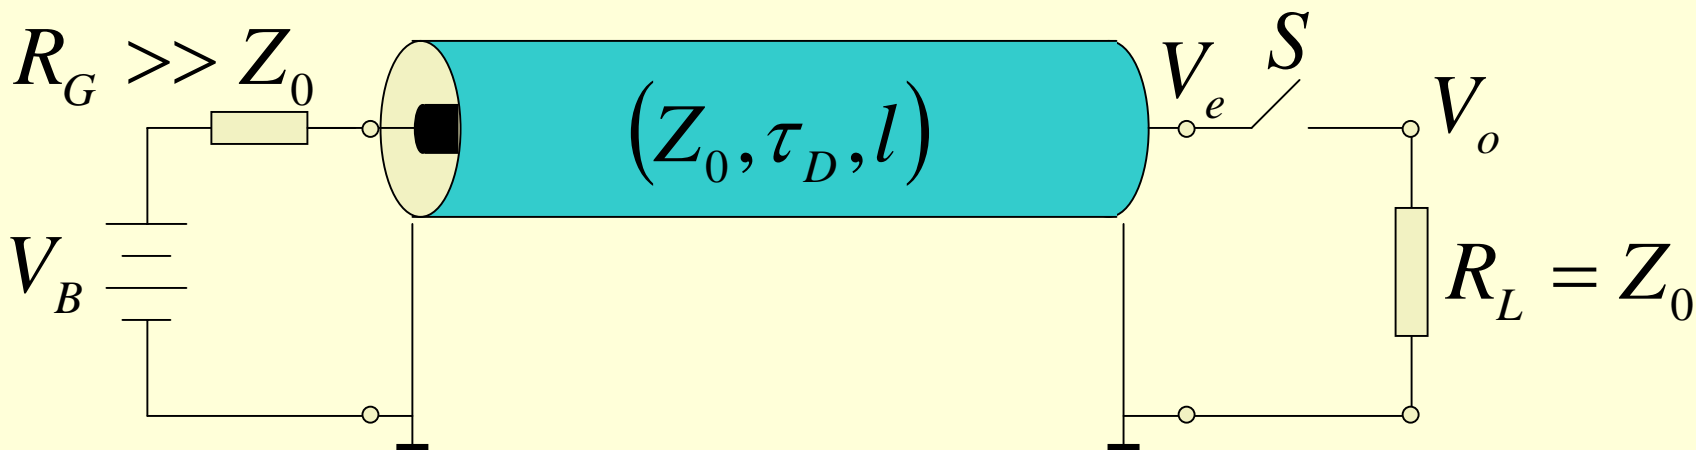 R_G >> Z_0
(Z_0, τ_D, l)
V_e
S
V_o
V_B
R_L = Z_0